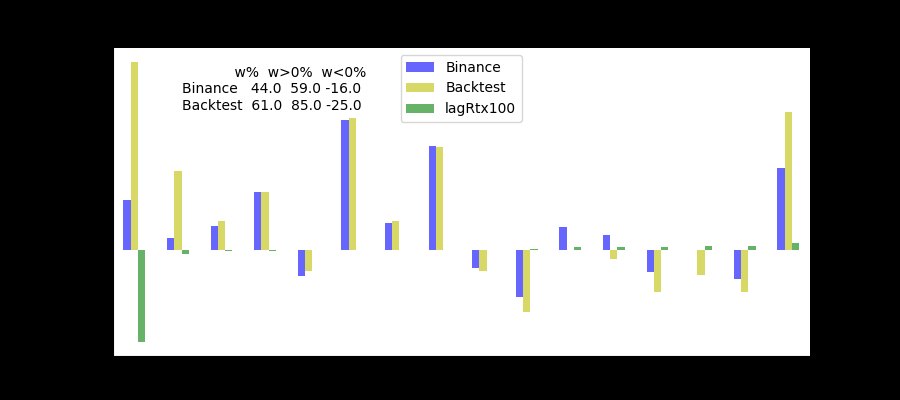 w% w>0% w<0%
Binance 44.0 59.0 -16.0
Backtest 61.0 85.0 -25.0
Binance
Backtest
lagRtx100